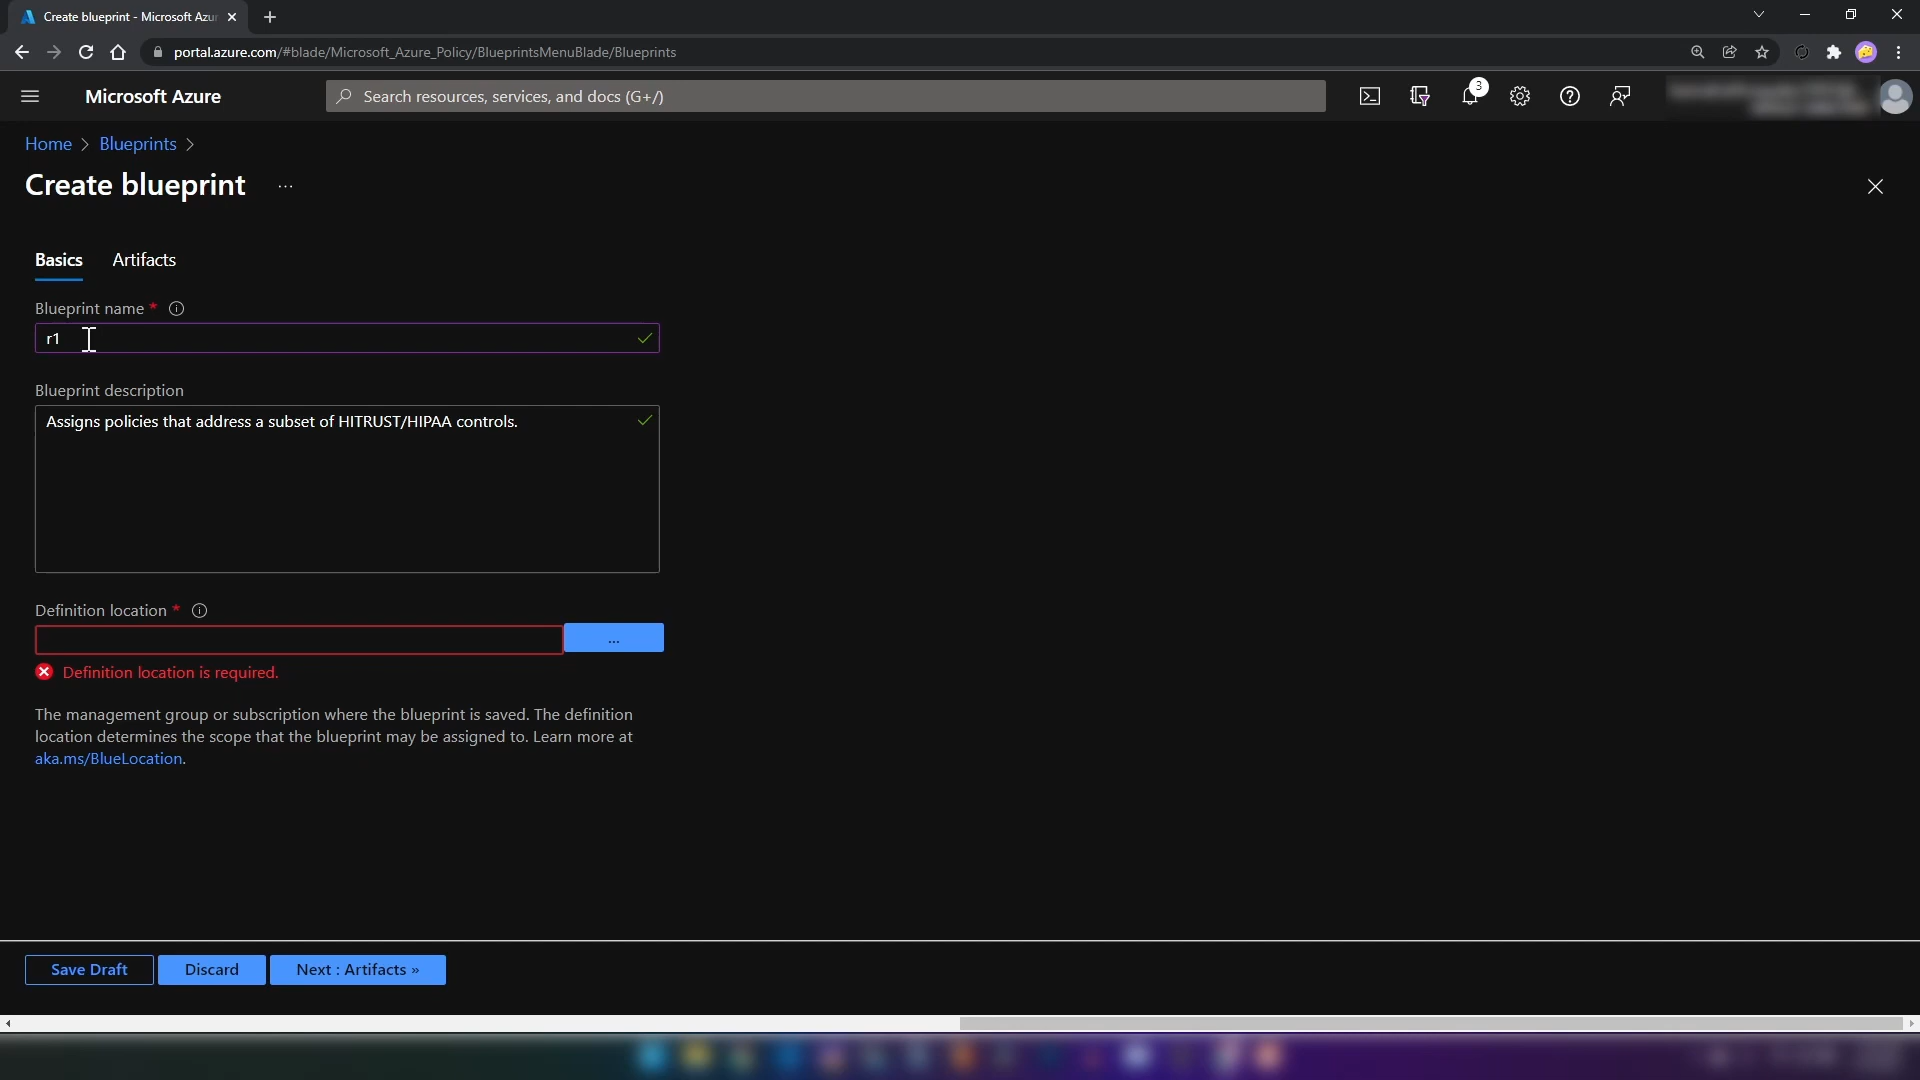 Create blueprint - Microsoft Azur
portal.azure.com/#blade/Microsoft_Azure_Policy/BlueprintsMenuBlade/Blueprints
Microsoft Azure
Search resources, services, and docs (G+/)
3
Home > Blueprints >
Create blueprint ...
Basics Artifacts
Blueprint name *
r1
Blueprint description
Assigns policies that address a subset of HITRUST/HIPAA controls.
Definition location *
...
Definition location is required.
The management group or subscription where the blueprint is saved. The definition
location determines the scope that the blueprint may be assigned to. Learn more at
aka.ms/BlueLocation.
Save Draft Discard Next : Artifacts »